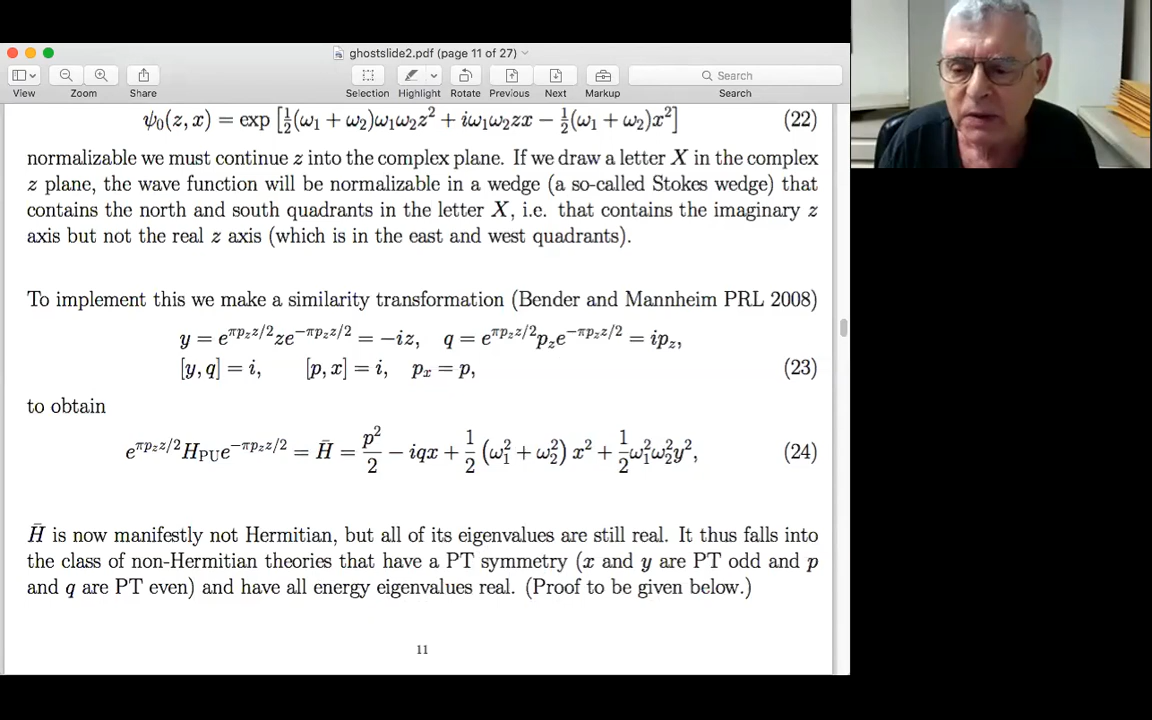 ghostslide2.pdf (page 11 of 27)
View Zoom Share Selection Highlight Rotate Previous Next Markup Search
Search
ψ₀(z, x) = exp [½(ω₁ + ω₂)ω₁ω₂z² + iω₁ω₂zx − ½(ω₁ + ω₂)x²] (22)
normalizable we must continue z into the complex plane. If we draw a letter X in the complex
z plane, the wave function will be normalizable in a wedge (a so-called Stokes wedge) that
contains the north and south quadrants in the letter X, i.e. that contains the imaginary z
axis but not the real z axis (which is in the east and west quadrants).
To implement this we make a similarity transformation (Bender and Mannheim PRL 2008)
y = e^{πp_z z/2} z e^{−πp_z z/2} = −iz, q = e^{πp_z z/2} p_z e^{−πp_z z/2} = ip_z,
[y, q] = i, [p, x] = i, p_x = p, (23)
to obtain
e^{πp_z z/2} H_PU e^{−πp_z z/2} = H̄ = p²/2 − iqx + 1/2 (ω₁² + ω₂²) x² + 1/2 ω₁²ω₂²y², (24)
H̄ is now manifestly not Hermitian, but all of its eigenvalues are still real. It thus falls into
the class of non-Hermitian theories that have a PT symmetry (x and y are PT odd and p
and q are PT even) and have all energy eigenvalues real. (Proof to be given below.)
11